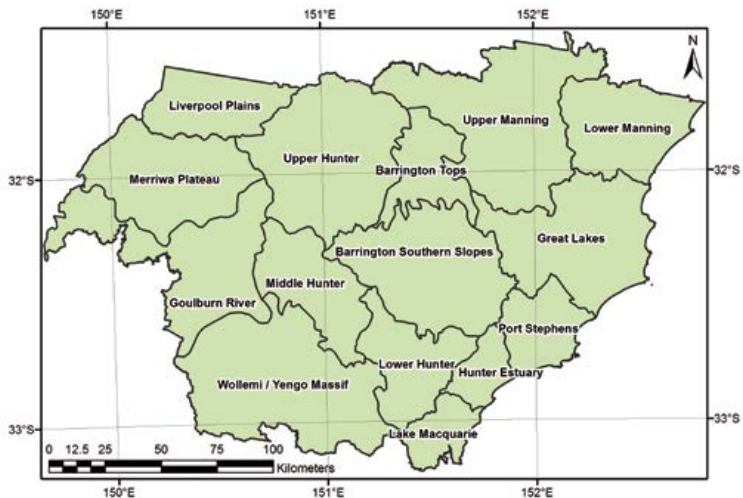 150°E 151°E 152°E
N
Liverpool Plains
Upper Manning
Lower Manning
Upper Hunter
Barrington Tops
32°S 32°S
Merriwa Plateau
Great Lakes
Barrington Southern Slopes
Middle Hunter
Goulburn River
Port Stephens
Lower Hunter
Hunter Estuary
Wollemi / Yengo Massif
33°S 33°S
Lake Macquarie
0 12.5 25 50 75 100
Kilometers
150°E 151°E 152°E